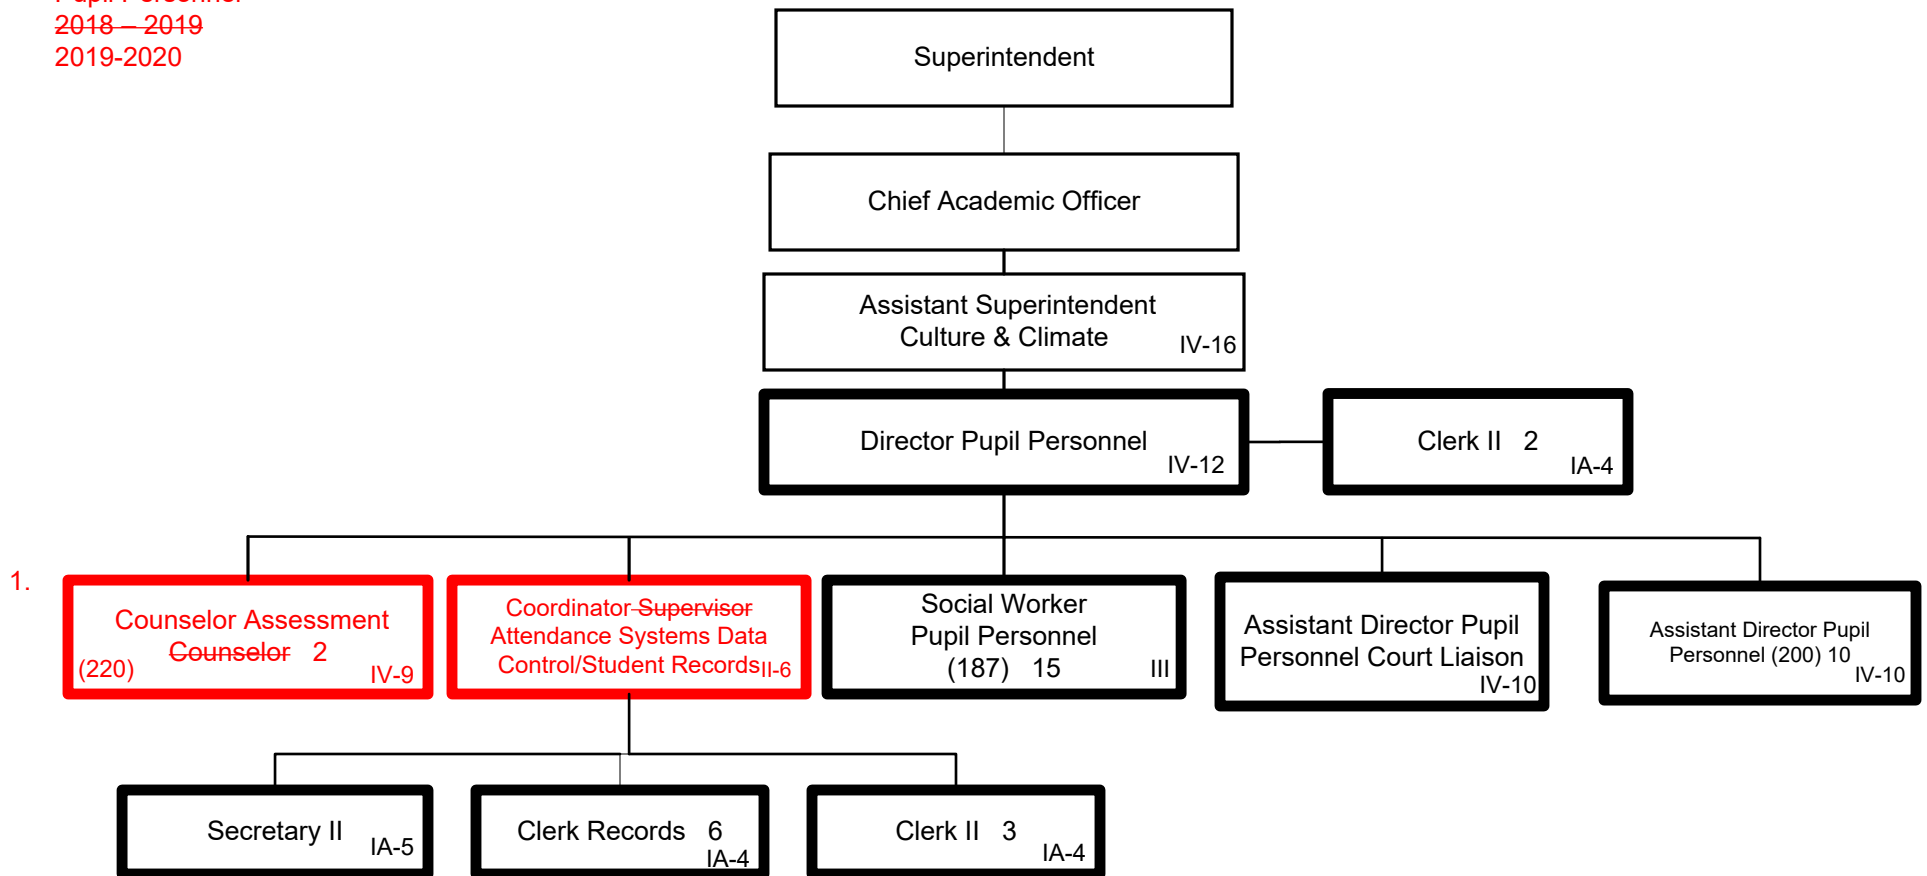 Pupil Personnel
2018 – 2019
2019-2020
Superintendent
Chief Academic Officer
Assistant Superintendent
Culture & Climate
IV-16
Director Pupil Personnel
IV-12
Clerk II 2
IA-4
1.
Counselor Assessment
Counselor 2
(220)
IV-9
Coordinator Supervisor
Attendance Systems Data
Control/Student Records
II-6
Social Worker
Pupil Personnel
(187) 15
III
Assistant Director Pupil
Personnel Court Liaison
IV-10
Assistant Director Pupil
Personnel (200) 10
IV-10
Secretary II
IA-5
Clerk Records 6
IA-4
Clerk II 3
IA-4